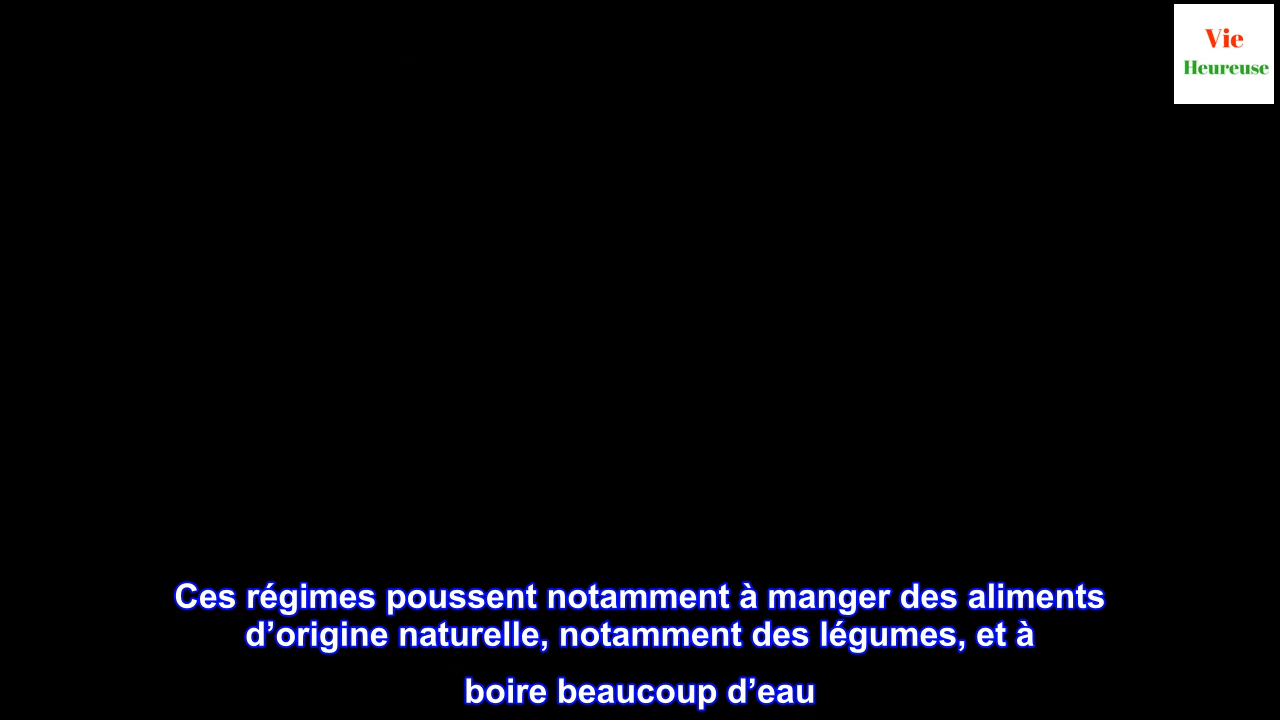 Vie
Heureuse
Ces régimes poussent notamment à manger des aliments
d’origine naturelle, notamment des légumes, et à
boire beaucoup d’eau